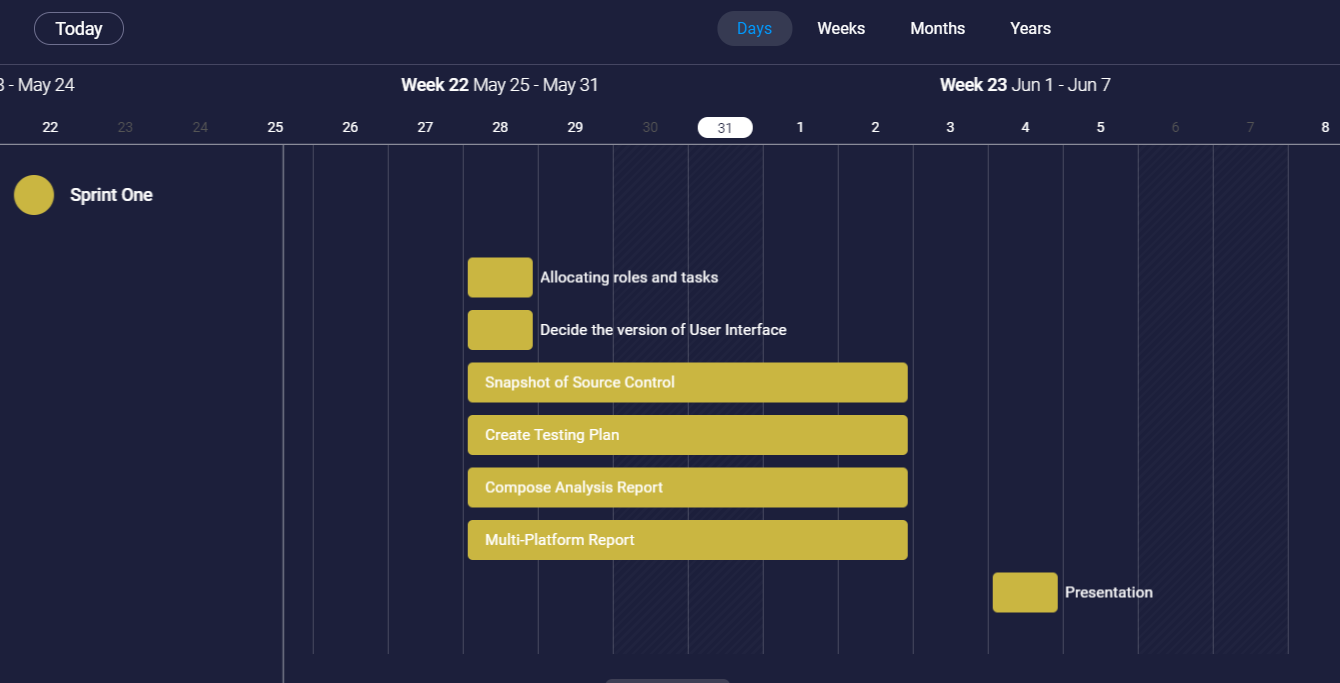 Today Days Weeks Months Years
- May 24 Week 22 May 25 - May 31 Week 23 Jun 1 - Jun 7
22 23 24 25 26 27 28 29 30 31 1 2 3 4 5 6 7 8
Sprint One
Allocating roles and tasks
Decide the version of User Interface
Snapshot of Source Control
Create Testing Plan
Compose Analysis Report
Multi-Platform Report
Presentation